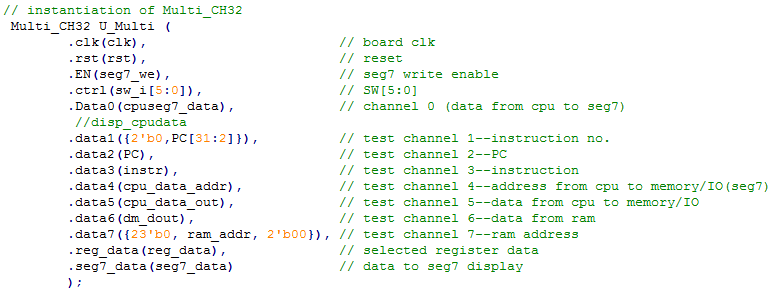 // instantiation of Multi_CH32
Multi_CH32 U_Multi (
.clk(clk), // board clk
.rst(rst), // reset
.EN(seg7_we), // seg7 write enable
.ctrl(sw_i[5:0]), // SW[5:0]
.Data0(cpuseg7_data), // channel 0 (data from cpu to seg7)
//disp_cpudata
.data1({2'b0,PC[31:2]}), // test channel 1--instruction no.
.data2(PC), // test channel 2--PC
.data3(instr), // test channel 3--instruction
.data4(cpu_data_addr), // test channel 4--address from cpu to memory/IO(seg7)
.data5(cpu_data_out), // test channel 5--data from cpu to memory/IO
.data6(dm_dout), // test channel 6--data from ram
.data7({23'b0, ram_addr, 2'b00}), // test channel 7--ram address
.reg_data(reg_data), // selected register data
.seg7_data(seg7_data) // data to seg7 display
);